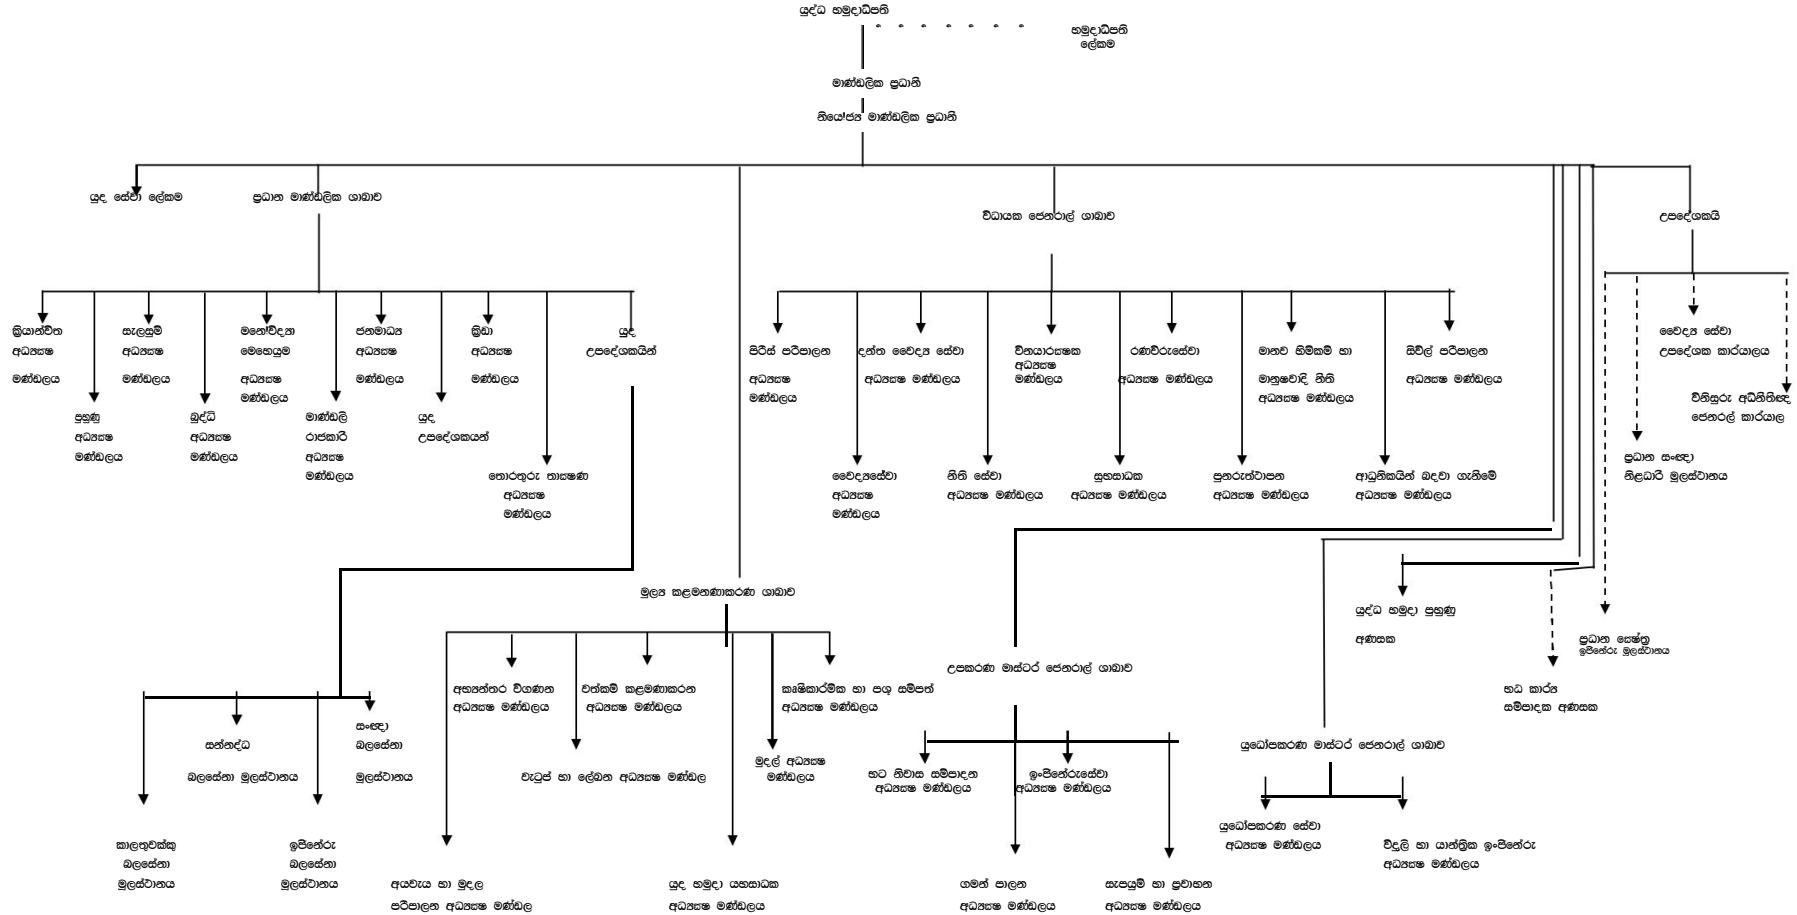 යුද්ධ හමුදාධිපති
හමුදාධිපති
ලේකම
මාණ්ඩලික ප්‍රධානි
නියෝජ්‍ය මාණ්ඩලික ප්‍රධානි
යුද සේවා ලේකම
ප්‍රධාන මාණ්ඩලික ශාඛාව
විධායක ජෙනරාල් ශාඛාව
උපදේශකයි
ක්‍රියාන්විත
අධ්‍යක්ෂ
මණ්ඩලය
සැලසුම්
අධ්‍යක්ෂ
මණ්ඩලය
මනෝවිද්‍යා
මෙහෙයුම
අධ්‍යක්ෂ
මණ්ඩලය
ජනමාධ්‍ය
අධ්‍යක්ෂ
මණ්ඩලය
ක්‍රීඩා
අධ්‍යක්ෂ
මණ්ඩලය
යුද
උපදේශකයින්
පුහුණු
අධ්‍යක්ෂ
මණ්ඩලය
බුද්ධි
අධ්‍යක්ෂ
මණ්ඩලය
මාණ්ඩලි
රාජකාරී
අධ්‍යක්ෂ
මණ්ඩලය
යුද
උපදේශකයන්
තොරතුරු තාක්ෂණ
අධ්‍යක්ෂ
මණ්ඩලය
පිරිස් පරිපාලන
අධ්‍යක්ෂ
මණ්ඩලය
දන්ත වෛද්‍ය සේවා
අධ්‍යක්ෂ මණ්ඩලය
විනයාරක්ෂක
අධ්‍යක්ෂ
මණ්ඩලය
රණවිරුසේවා
අධ්‍යක්ෂ මණ්ඩලය
මානව හිමිකම් හා
මානුෂවාදි නීති
අධ්‍යක්ෂ මණ්ඩලය
සිවිල් පරිපාලන
අධ්‍යක්ෂ මණ්ඩලය
වෛද්‍යසේවා
අධ්‍යක්ෂ
මණ්ඩලය
නීති සේවා
අධ්‍යක්ෂ මණ්ඩලය
සුභසාධක
අධ්‍යක්ෂ මණ්ඩලය
පුනරුත්ථාපන
අධ්‍යක්ෂ මණ්ඩලය
ආධුනිකයින් බදවා ගැනිමේ
අධ්‍යක්ෂ මණ්ඩලය
වෛද්‍ය සේවා
උපදේශක කාර්යාලය
විනිසුරු අධිනීතිඥ
ජෙනරල් කාර්යාල
ප්‍රධාන සංඥා
නිළධාරී මූලස්ථානය
ප්‍රධාන ක්ෂේත්‍ර
ඉජිනේරු මූලස්ථානය
යුද්ධ හමුදා පුහුණු
අණසක
භධ කාර්‍ය
සම්පාදක අණසක
මුල්‍ය කළමනණාකරණ ශාඛාව
අභ්‍යන්තර විගණන
අධ්‍යක්ෂ මණ්ඩලය
වත්කම් කළමණාකරන
අධ්‍යක්ෂ මණ්ඩලය
කෘෂිකාර්මික හා පශු සම්පත්
අධ්‍යක්ෂ මණ්ඩලය
වැටුප් හා ලේඛන අධ්‍යක්ෂ මණ්ඩල
මුදල් අධ්‍යක්ෂ
මණ්ඩලය
අයවැය හා මුදල
පරිපාලන අධ්‍යක්ෂ මණ්ඩල
යුද හමුදා යහසාධක
අධ්‍යක්ෂ මණ්ඩලය
සන්නද්ධ
බලසේනා මූලස්ථානය
සංඥා
බලසේනා
මූලස්ථානය
කාලතුවක්කු
බලසේනා
මූලස්ථානය
ඉජිනේරු
බලසේනා
මූලස්ථානය
උපකරණ මාස්ටර් ජෙනරාල් ශාඛාව
භට නිවාස සම්පාදන
අධ්‍යක්ෂ මණ්ඩලය
ඉංජිනේරුසේවා
අධ්‍යක්ෂ මණ්ඩලය
ගමන් පාලන
අධ්‍යක්ෂ මණ්ඩලය
සැපයුම් හා ප්‍රවාහන
අධ්‍යක්ෂ මණ්ඩලය
යුධෝපකරණ මාස්ටර් ජෙනරාල් ශාඛාව
යුධෝපකරණ සේවා
අධ්‍යක්ෂ මණ්ඩලය
විදුලි හා යාන්ත්‍රික ඉංජිනේරු
අධ්‍යක්ෂ මණ්ඩලය